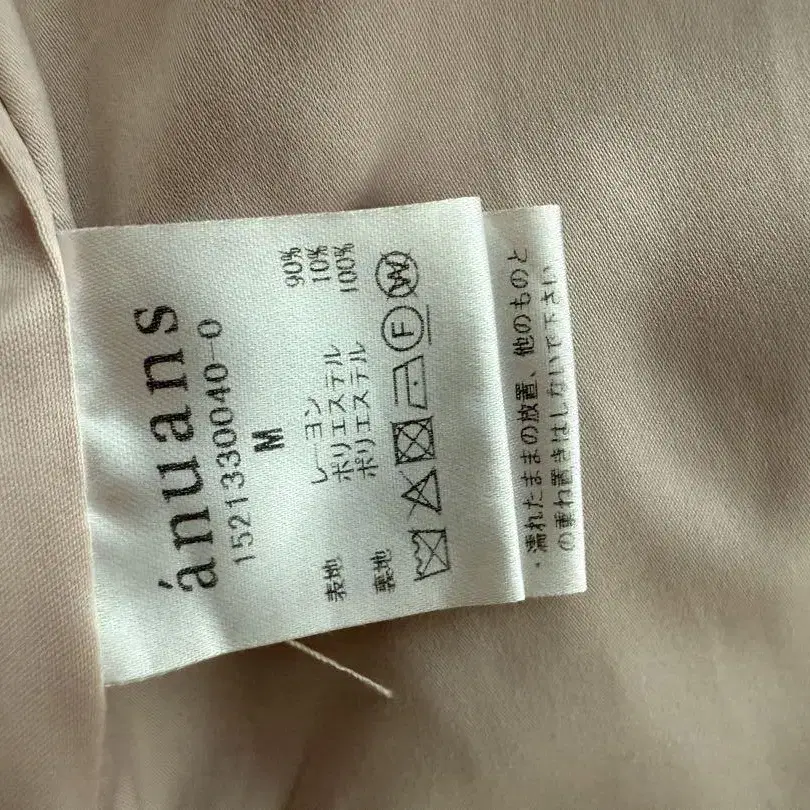 ánuans
1521330040-0
M
表地 レーヨン 90%
ポリエステル 10%
裏地 ポリエステル 100%
F
W
・濡れたままの放置、他のものと
の重ね置きはしないで下さい